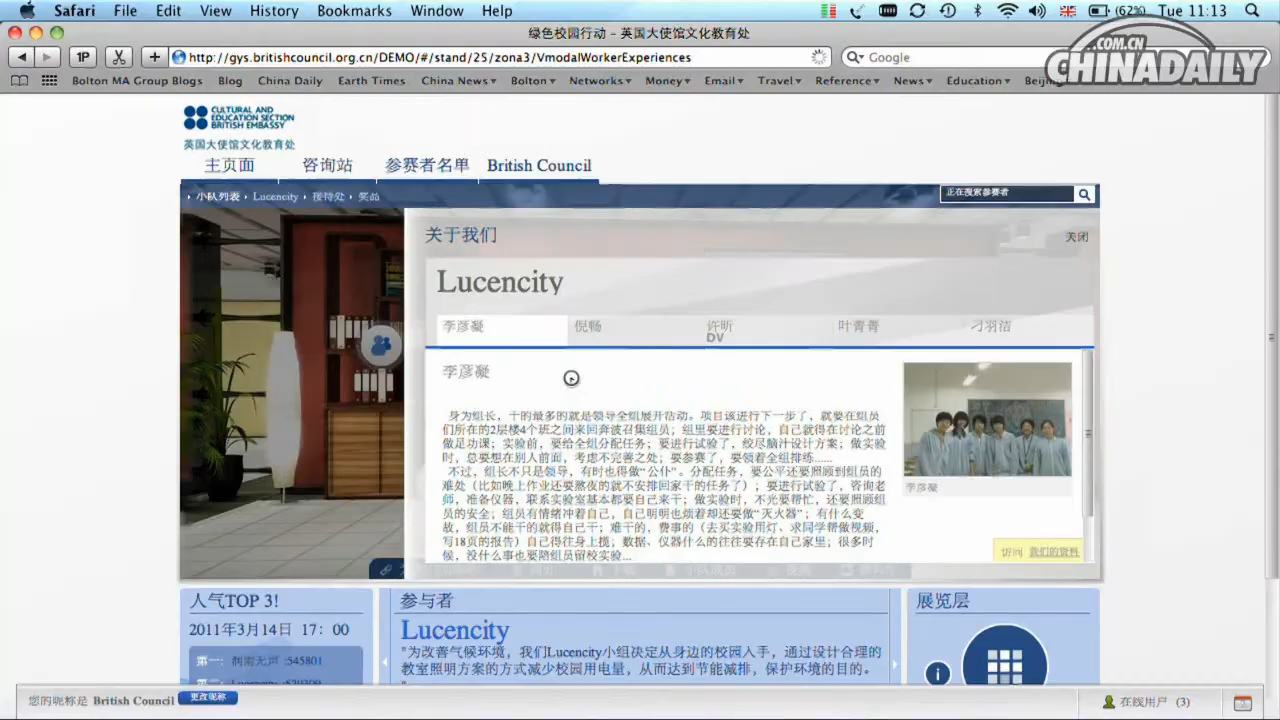 Safari File Edit View History Bookmarks Window Help (62%) Tue 11:13
绿色校园行动 – 英国大使馆文化教育处
.COM.CN
CHINADAILY
1P http://gys.britishcouncil.org.cn/DEMO/#/stand/25/zona3/VmodalWorkerExperiences Google
Bolton MA Group Blogs Blog China Daily Earth Times China News Bolton Networks Money Email Travel Reference News Education Beijing
CULTURAL AND
EDUCATION SECTION
BRITISH EMBASSY
英国大使馆文化教育处
主页面 咨询站 参赛者名单 British Council
小队列表 Lucencity 接待处 奖品 正在搜索参赛者
关于我们 关闭
Lucencity
李彦凝 倪畅 许昕 叶菁菁 刁羽洁
DV
李彦凝
身为组长，干的最多的就是领导全组展开活动。项目该进行下一步了，就要在组员
们所在的2层楼4个班之间来回奔波召集组员；组里要进行讨论，自己就得在讨论之前
做足功课；实验前，要给全组分配任务；要进行试验了，绞尽脑汁设计方案；做实验
时，总要想在别人前面，考虑不完善之处；要参赛了，要领着全组排练......
不过，组长不只是领导，有时也得做“公仆”。分配任务，要公平还要照顾到组员的
难处（比如晚上作业还要熬夜的就不安排回家干的任务了）；要进行试验了，咨询老
师，准备仪器，联系实验室基本都要自己来干；做实验时，不光要帮忙，还要照顾组
员的安全；组员有情绪冲着自己，自己明明也烦着却还要做“灭火器”；有什么变
故，组员不能干的就得自己干；难干的，费事的（去买实验用灯、求同学帮做视频，
写18页的报告）自己得往身上揽；数据、仪器什么的往往要存在自己家里；很多时
候，没什么事也要陪组员留校实验...
李彦凝
访问 我们的资料
人气TOP 3! 参与者 展览层
2011年3月14日 17：00
Lucencity
第一：润雨无声 :545801
"为改善气候环境，我们Lucencity小组决定从身边的校园入手，通过设计合理的
教室照明方案的方式减少校园用电量，从而达到节能减排，保护环境的目的。
"
您的昵称是 British Council 更改昵称 在线用户 (3)